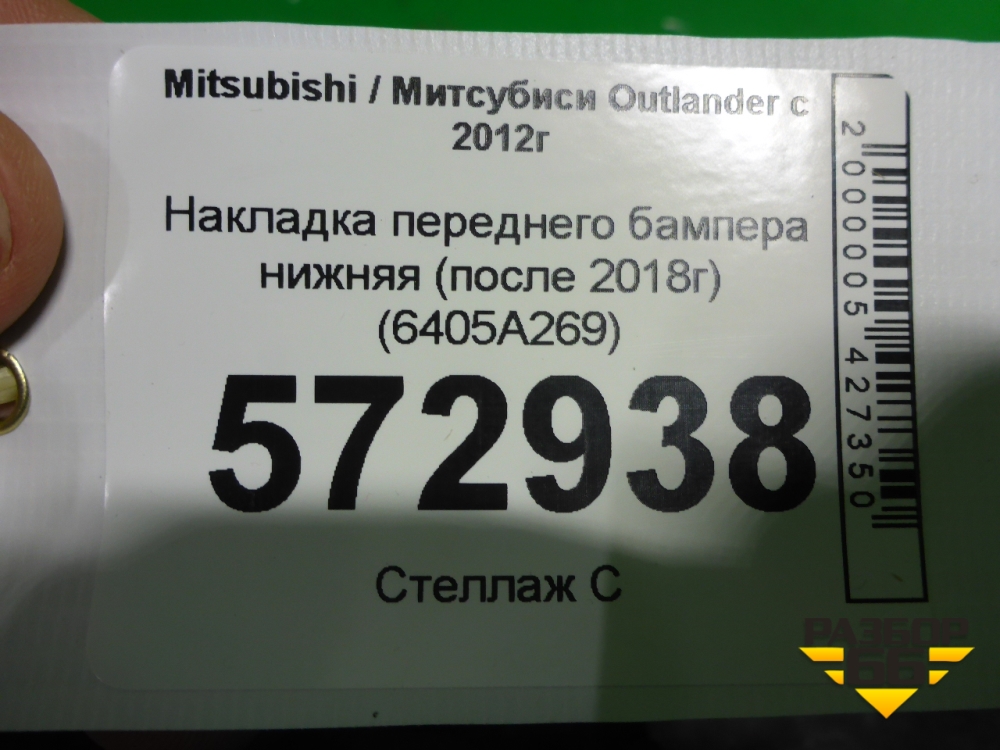 Mitsubishi / Митсубиси Outlander с
2012г
Накладка переднего бампера
нижняя (после 2018г)
(6405A269)
572938
Стеллаж С
2000005427350
РАЗБОР
66